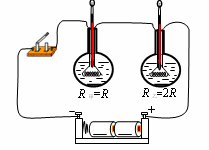 R =R R =2R
− +